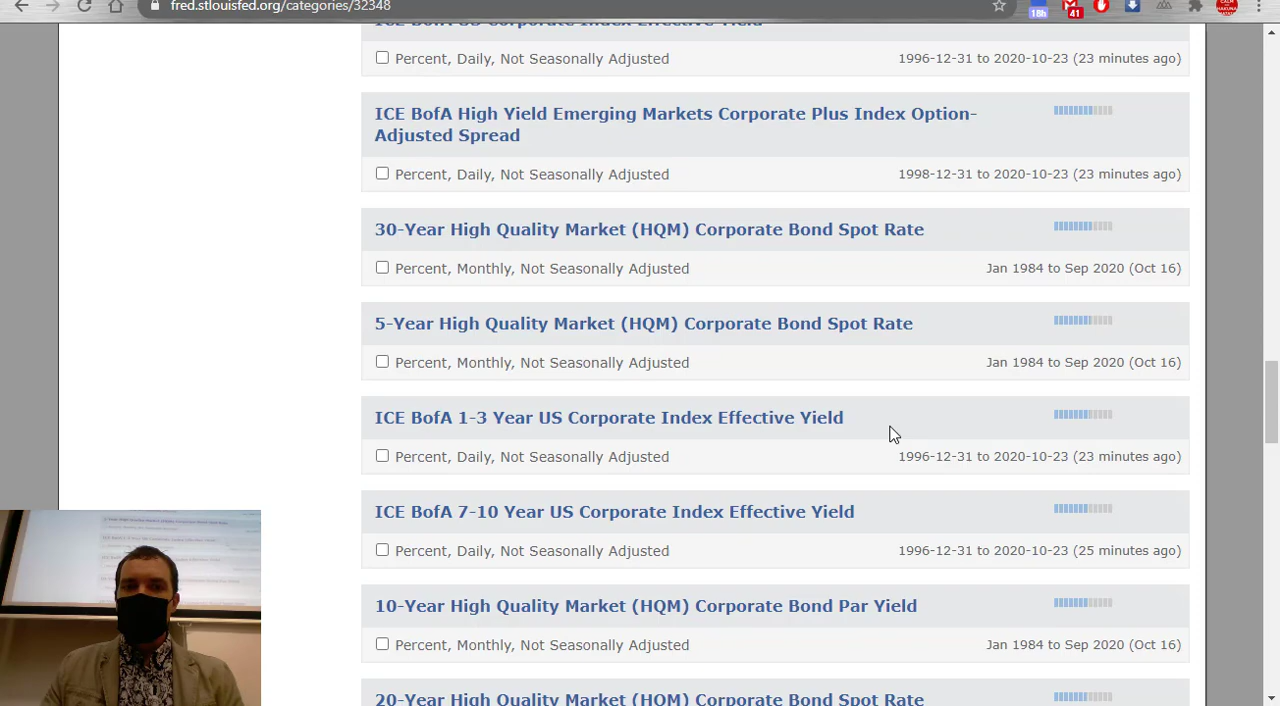 fred.stlouisfed.org/categories/32348
18h
41
ICE BofA US Corporate Index Effective Yield
Percent, Daily, Not Seasonally Adjusted 1996-12-31 to 2020-10-23 (23 minutes ago)
ICE BofA High Yield Emerging Markets Corporate Plus Index Option-
Adjusted Spread
Percent, Daily, Not Seasonally Adjusted 1998-12-31 to 2020-10-23 (23 minutes ago)
30-Year High Quality Market (HQM) Corporate Bond Spot Rate
Percent, Monthly, Not Seasonally Adjusted Jan 1984 to Sep 2020 (Oct 16)
5-Year High Quality Market (HQM) Corporate Bond Spot Rate
Percent, Monthly, Not Seasonally Adjusted Jan 1984 to Sep 2020 (Oct 16)
ICE BofA 1-3 Year US Corporate Index Effective Yield
Percent, Daily, Not Seasonally Adjusted 1996-12-31 to 2020-10-23 (23 minutes ago)
ICE BofA 7-10 Year US Corporate Index Effective Yield
Percent, Daily, Not Seasonally Adjusted 1996-12-31 to 2020-10-23 (25 minutes ago)
10-Year High Quality Market (HQM) Corporate Bond Par Yield
Percent, Monthly, Not Seasonally Adjusted Jan 1984 to Sep 2020 (Oct 16)
20-Year High Quality Market (HQM) Corporate Bond Spot Rate